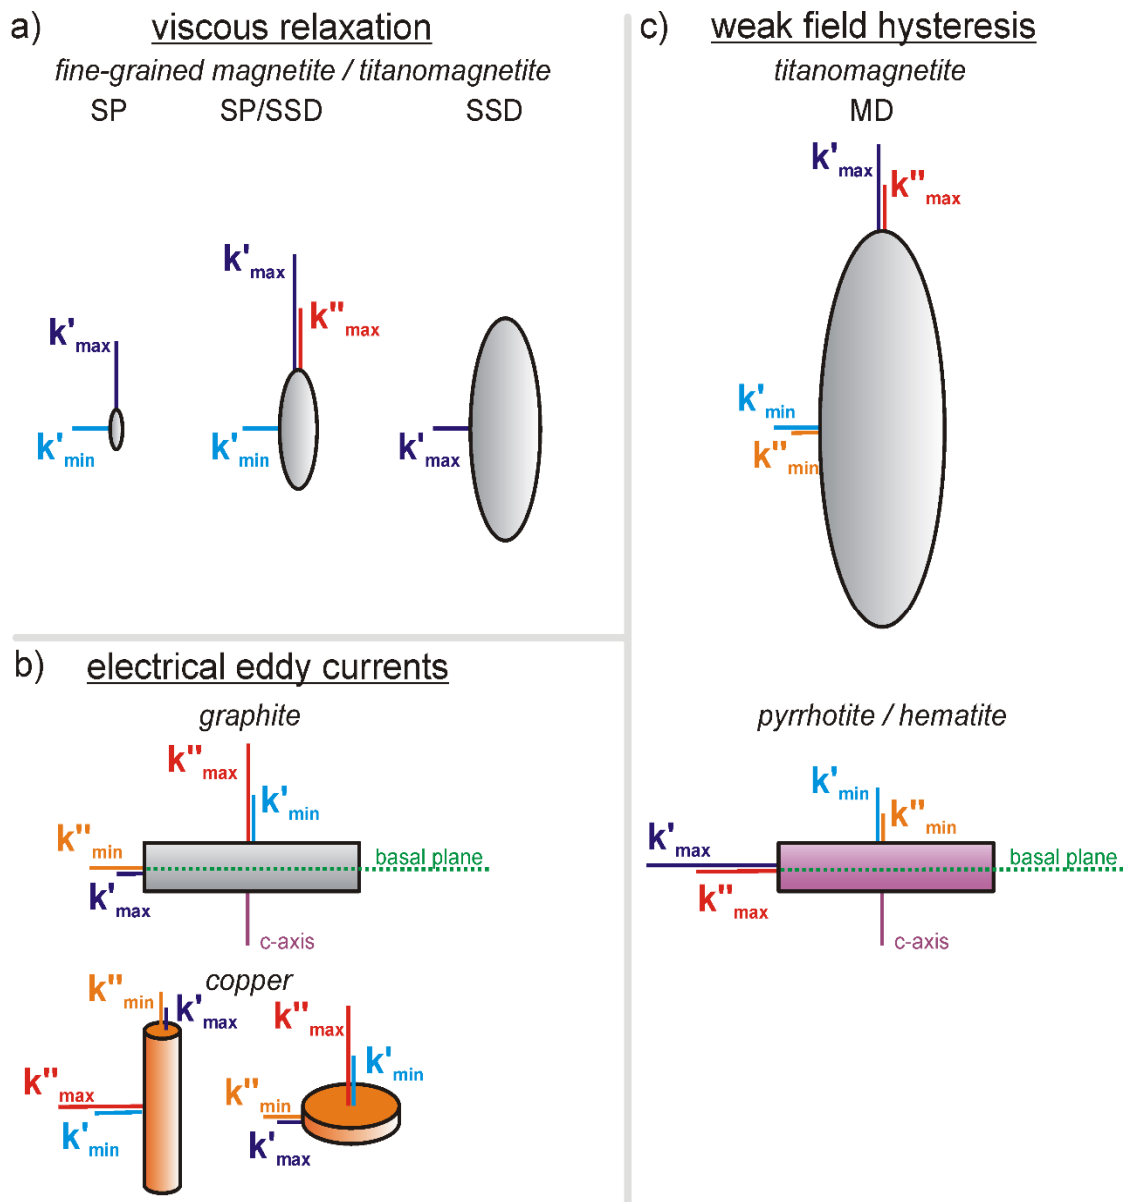 a) viscous relaxation
fine-grained magnetite / titanomagnetite
SP SP/SSD SSD
k'max
k'min
k'max
k"max
k'min
k'max
b) electrical eddy currents
graphite
k"max
k'min
k"min
k'max
basal plane
c-axis
copper
k"min
k'max
k"max
k'min
k"max
k'min
k"min
k'max
c) weak field hysteresis
titanomagnetite
MD
k'max
k"max
k'min
k"min
pyrrhotite / hematite
k'min
k"min
k'max
k"max
basal plane
c-axis